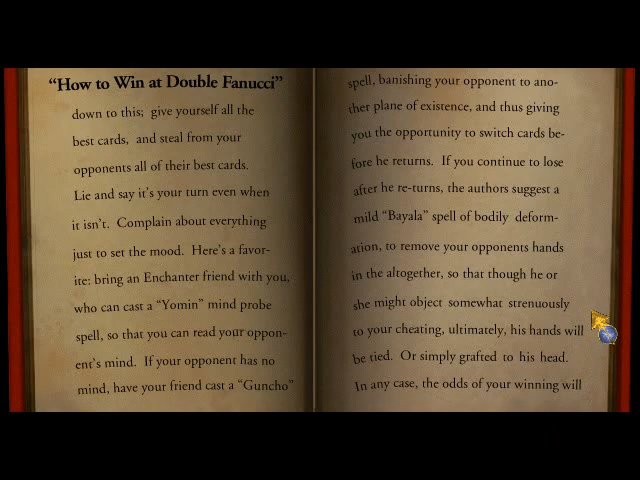 "How to Win at Double Fanucci"
down to this; give yourself all the
best cards, and steal from your
opponents all of their best cards.
Lie and say it's your turn even when
it isn't. Complain about everything
just to set the mood. Here's a favor-
ite: bring an Enchanter friend with you,
who can cast a "Yomin" mind probe
spell, so that you can read your oppon-
ent's mind. If your opponent has no
mind, have your friend cast a "Guncho"
spell, banishing your opponent to ano-
ther plane of existence, and thus giving
you the opportunity to switch cards be-
fore he returns. If you continue to lose
after he re-turns, the authors suggest a
mild "Bayala" spell of bodily deform-
ation, to remove your opponents hands
in the altogether, so that though he or
she might object somewhat strenuously
to your cheating, ultimately, his hands will
be tied. Or simply grafted to his head.
In any case, the odds of your winning will